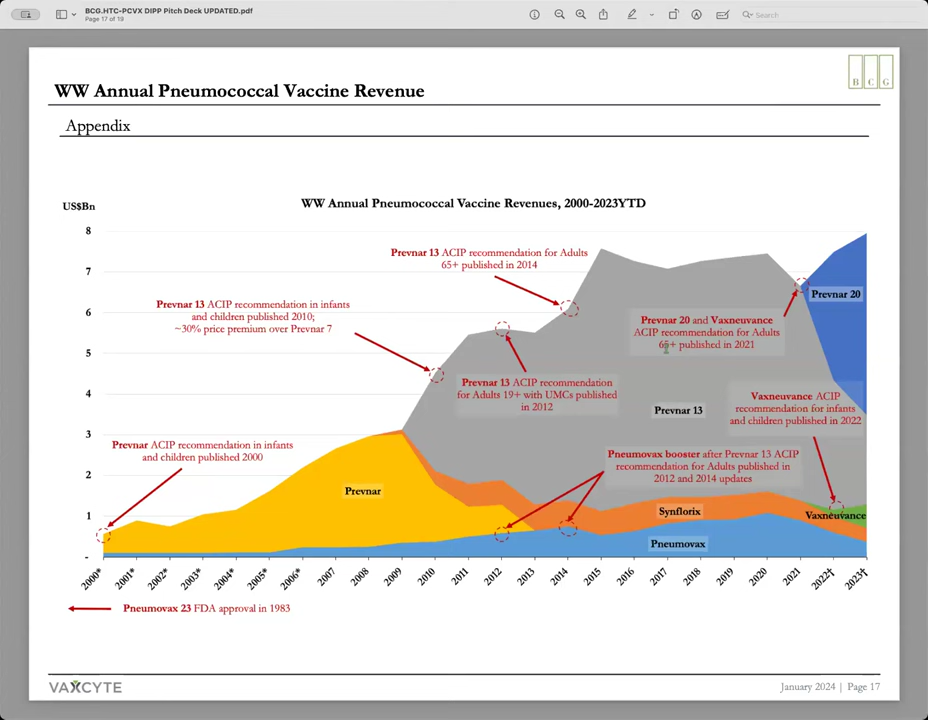 BCG.HTC-PCVX DIPP Pitch Deck UPDATED.pdf
Page 17 of 19
Search
WW Annual Pneumococcal Vaccine Revenue
B C G
Appendix
US$Bn
WW Annual Pneumococcal Vaccine Revenues, 2000-2023YTD
8
7
6
5
4
3
2
1
-
Prevnar 13 ACIP recommendation for Adults
65+ published in 2014
Prevnar 13 ACIP recommendation in infants
and children published 2010;
~30% price premium over Prevnar 7
Prevnar 20
Prevnar 20 and Vaxneuvance
ACIP recommendation for Adults
65+ published in 2021
Prevnar 13 ACIP recommendation
for Adults 19+ with UMCs published
in 2012
Prevnar 13
Vaxneuvance ACIP
recommendation for infants
and children published in 2022
Prevnar ACIP recommendation in infants
and children published 2000
Pneumovax booster after Prevnar 13 ACIP
recommendation for Adults published in
2012 and 2014 updates
Prevnar
Synflorix
Vaxneuvance
Pneumovax
2000*
2001*
2002*
2003*
2004*
2005*
2006*
2007
2008
2009
2010
2011
2012
2013
2014
2015
2016
2017
2018
2019
2020
2021
2022†
2023†
Pneumovax 23 FDA approval in 1983
VAXCYTE
January 2024 | Page 17